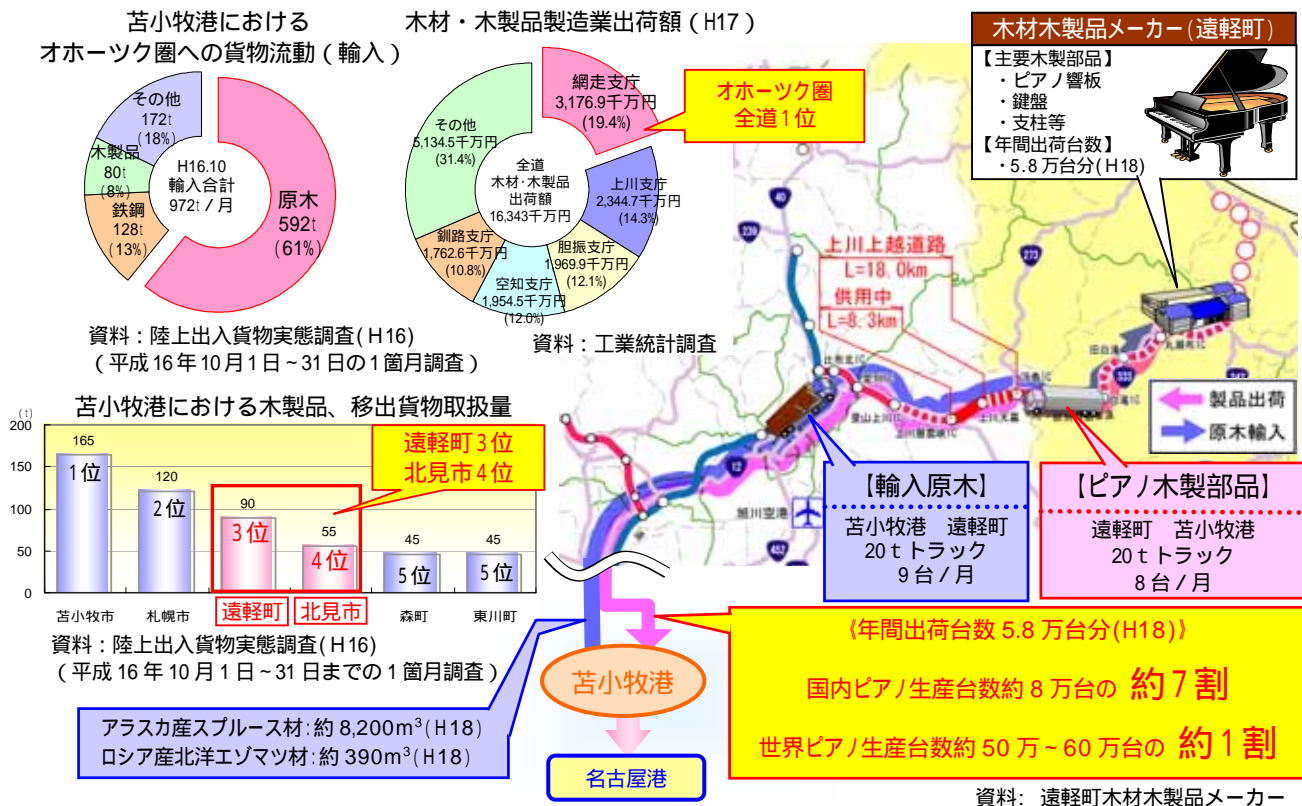 苫小牧港における
オホーツク圏への貨物流動（輸入）
その他
172t
(18%)
木製品
80t
(8%)
鉄鋼
128t
(13%)
H16.10
輸入合計
972t／月
原木
592t
(61%)
資料：陸上出入貨物実態調査(H16)
（平成16年10月1日~31日の1箇月調査）
木材・木製品製造業出荷額（H17）
網走支庁
3,176.9千万円
(19.4%)
オホーツク圏
全道1位
その他
5,134.5千万円
(31.4%)
全道
木材･木製品
出荷額
16,343千万円
上川支庁
2,344.7千万円
(14.3%)
釧路支庁
1,762.6千万円
(10.8%)
胆振支庁
1,969.9千万円
(12.1%)
空知支庁
1,954.5千万円
(12.0%)
資料：工業統計調査
木材木製品メーカー(遠軽町)
【主要木製部品】
・ピアノ響板
・鍵盤
・支柱等
【年間出荷台数】
・5.8万台分(H18)
40
239
273
333
12
452
上川上越道路
L=18.0km
供用中
L=8.3km
愛山上川IC
上川層雲峡IC
旭川空港
製品出荷
原木輸入
苫小牧港における木製品、移出貨物取扱量
(t)
200
150
100
50
0
165
1位
120
2位
90
3位
55
4位
45
5位
45
5位
苫小牧市
札幌市
遠軽町
北見市
森町
東川町
遠軽町3位
北見市4位
資料：陸上出入貨物実態調査(H16)
（平成16年10月1日~31日までの1箇月調査）
【輸入原木】
苫小牧港 遠軽町
20tトラック
9台／月
【ピアノ木製部品】
遠軽町 苫小牧港
20tトラック
8台／月
アラスカ産スプルース材:約8,200m³(H18)
ロシア産北洋エゾマツ材:約390m³(H18)
苫小牧港
名古屋港
《年間出荷台数5.8万台分(H18)》
国内ピアノ生産台数約8万台の 約7割
世界ピアノ生産台数約50万~60万台の 約1割
資料： 遠軽町木材木製品メーカー